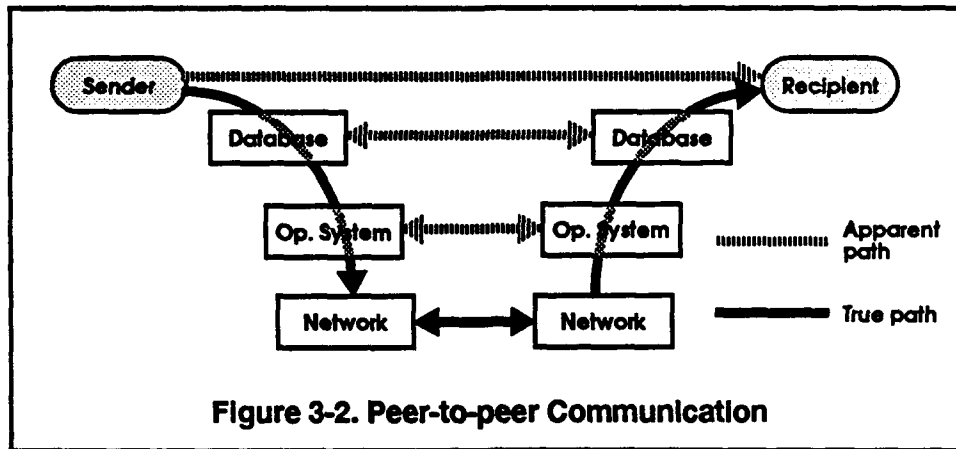 Sender
Recipient
Database
Database
Op. System
Op. System
Apparent
path
Network
Network
True path
Figure 3-2. Peer-to-peer Communication